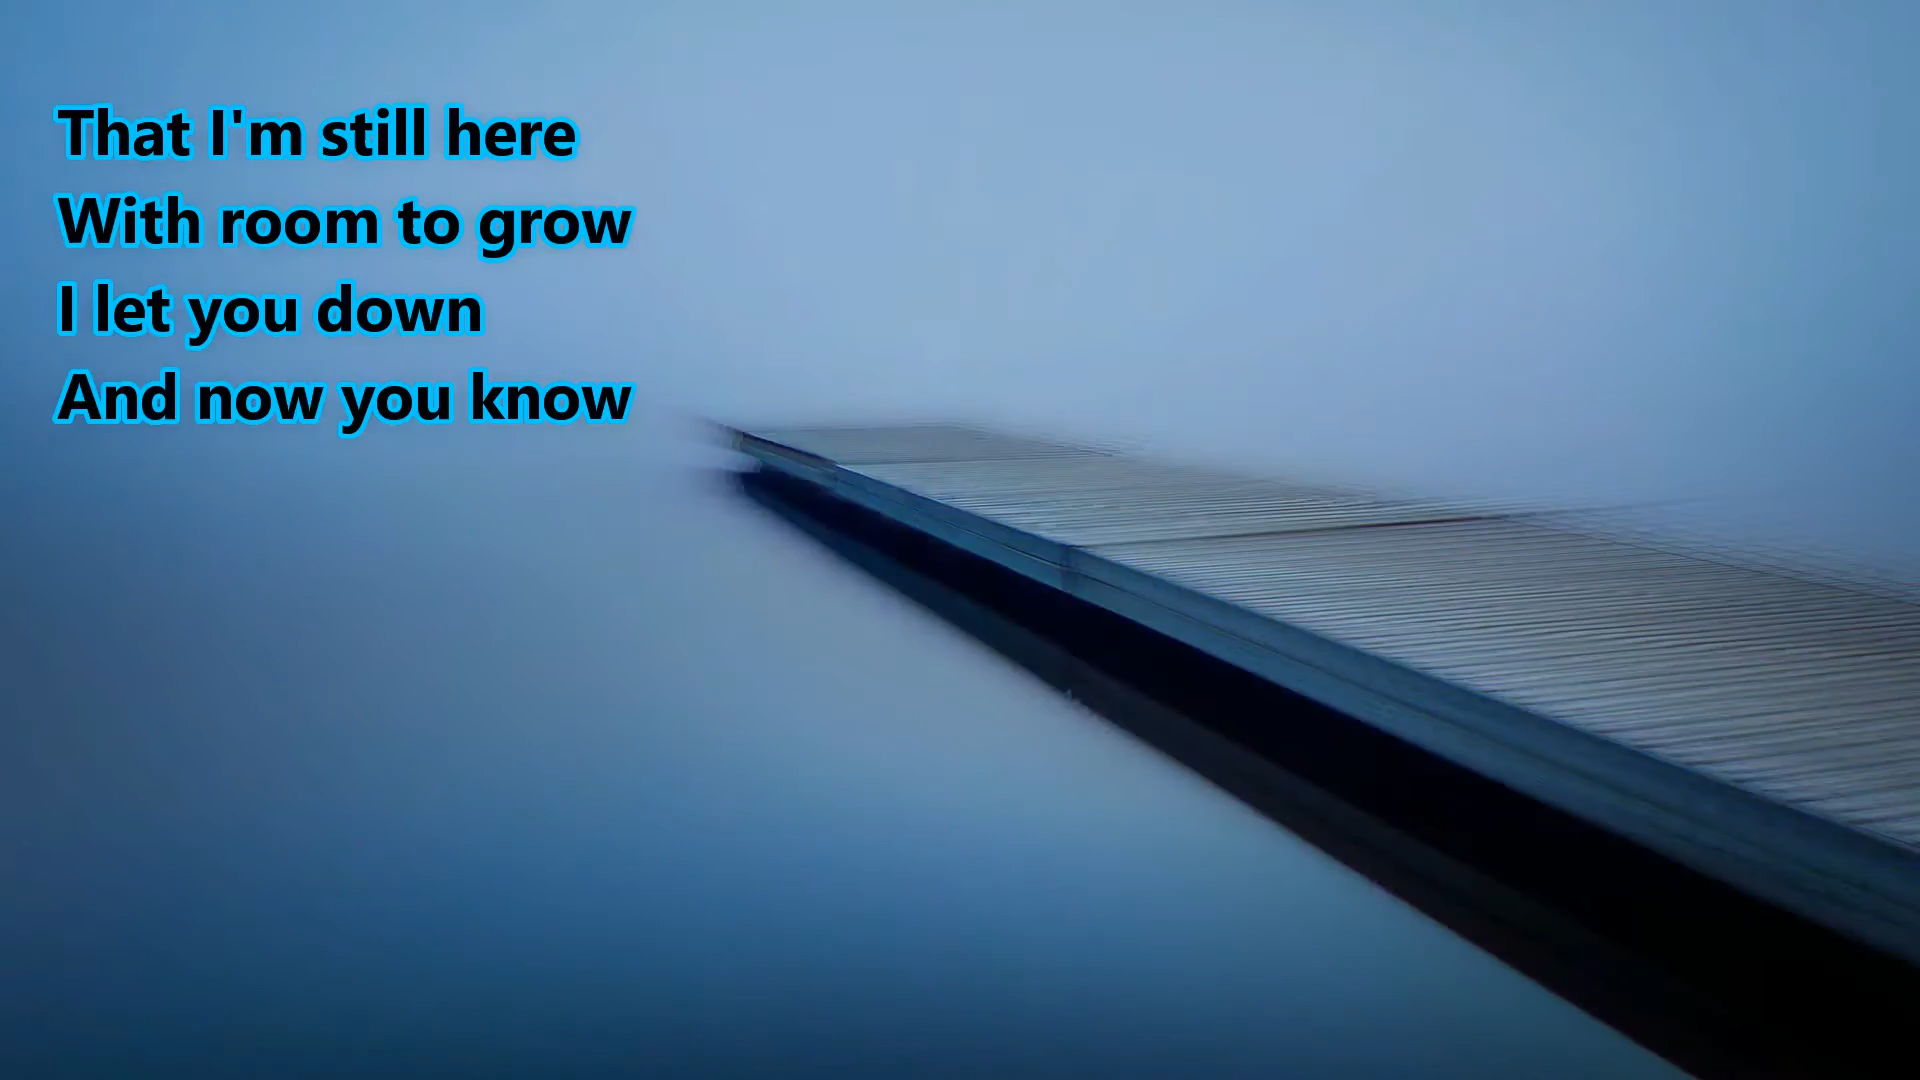 That I'm still here
With room to grow
I let you down
And now you know